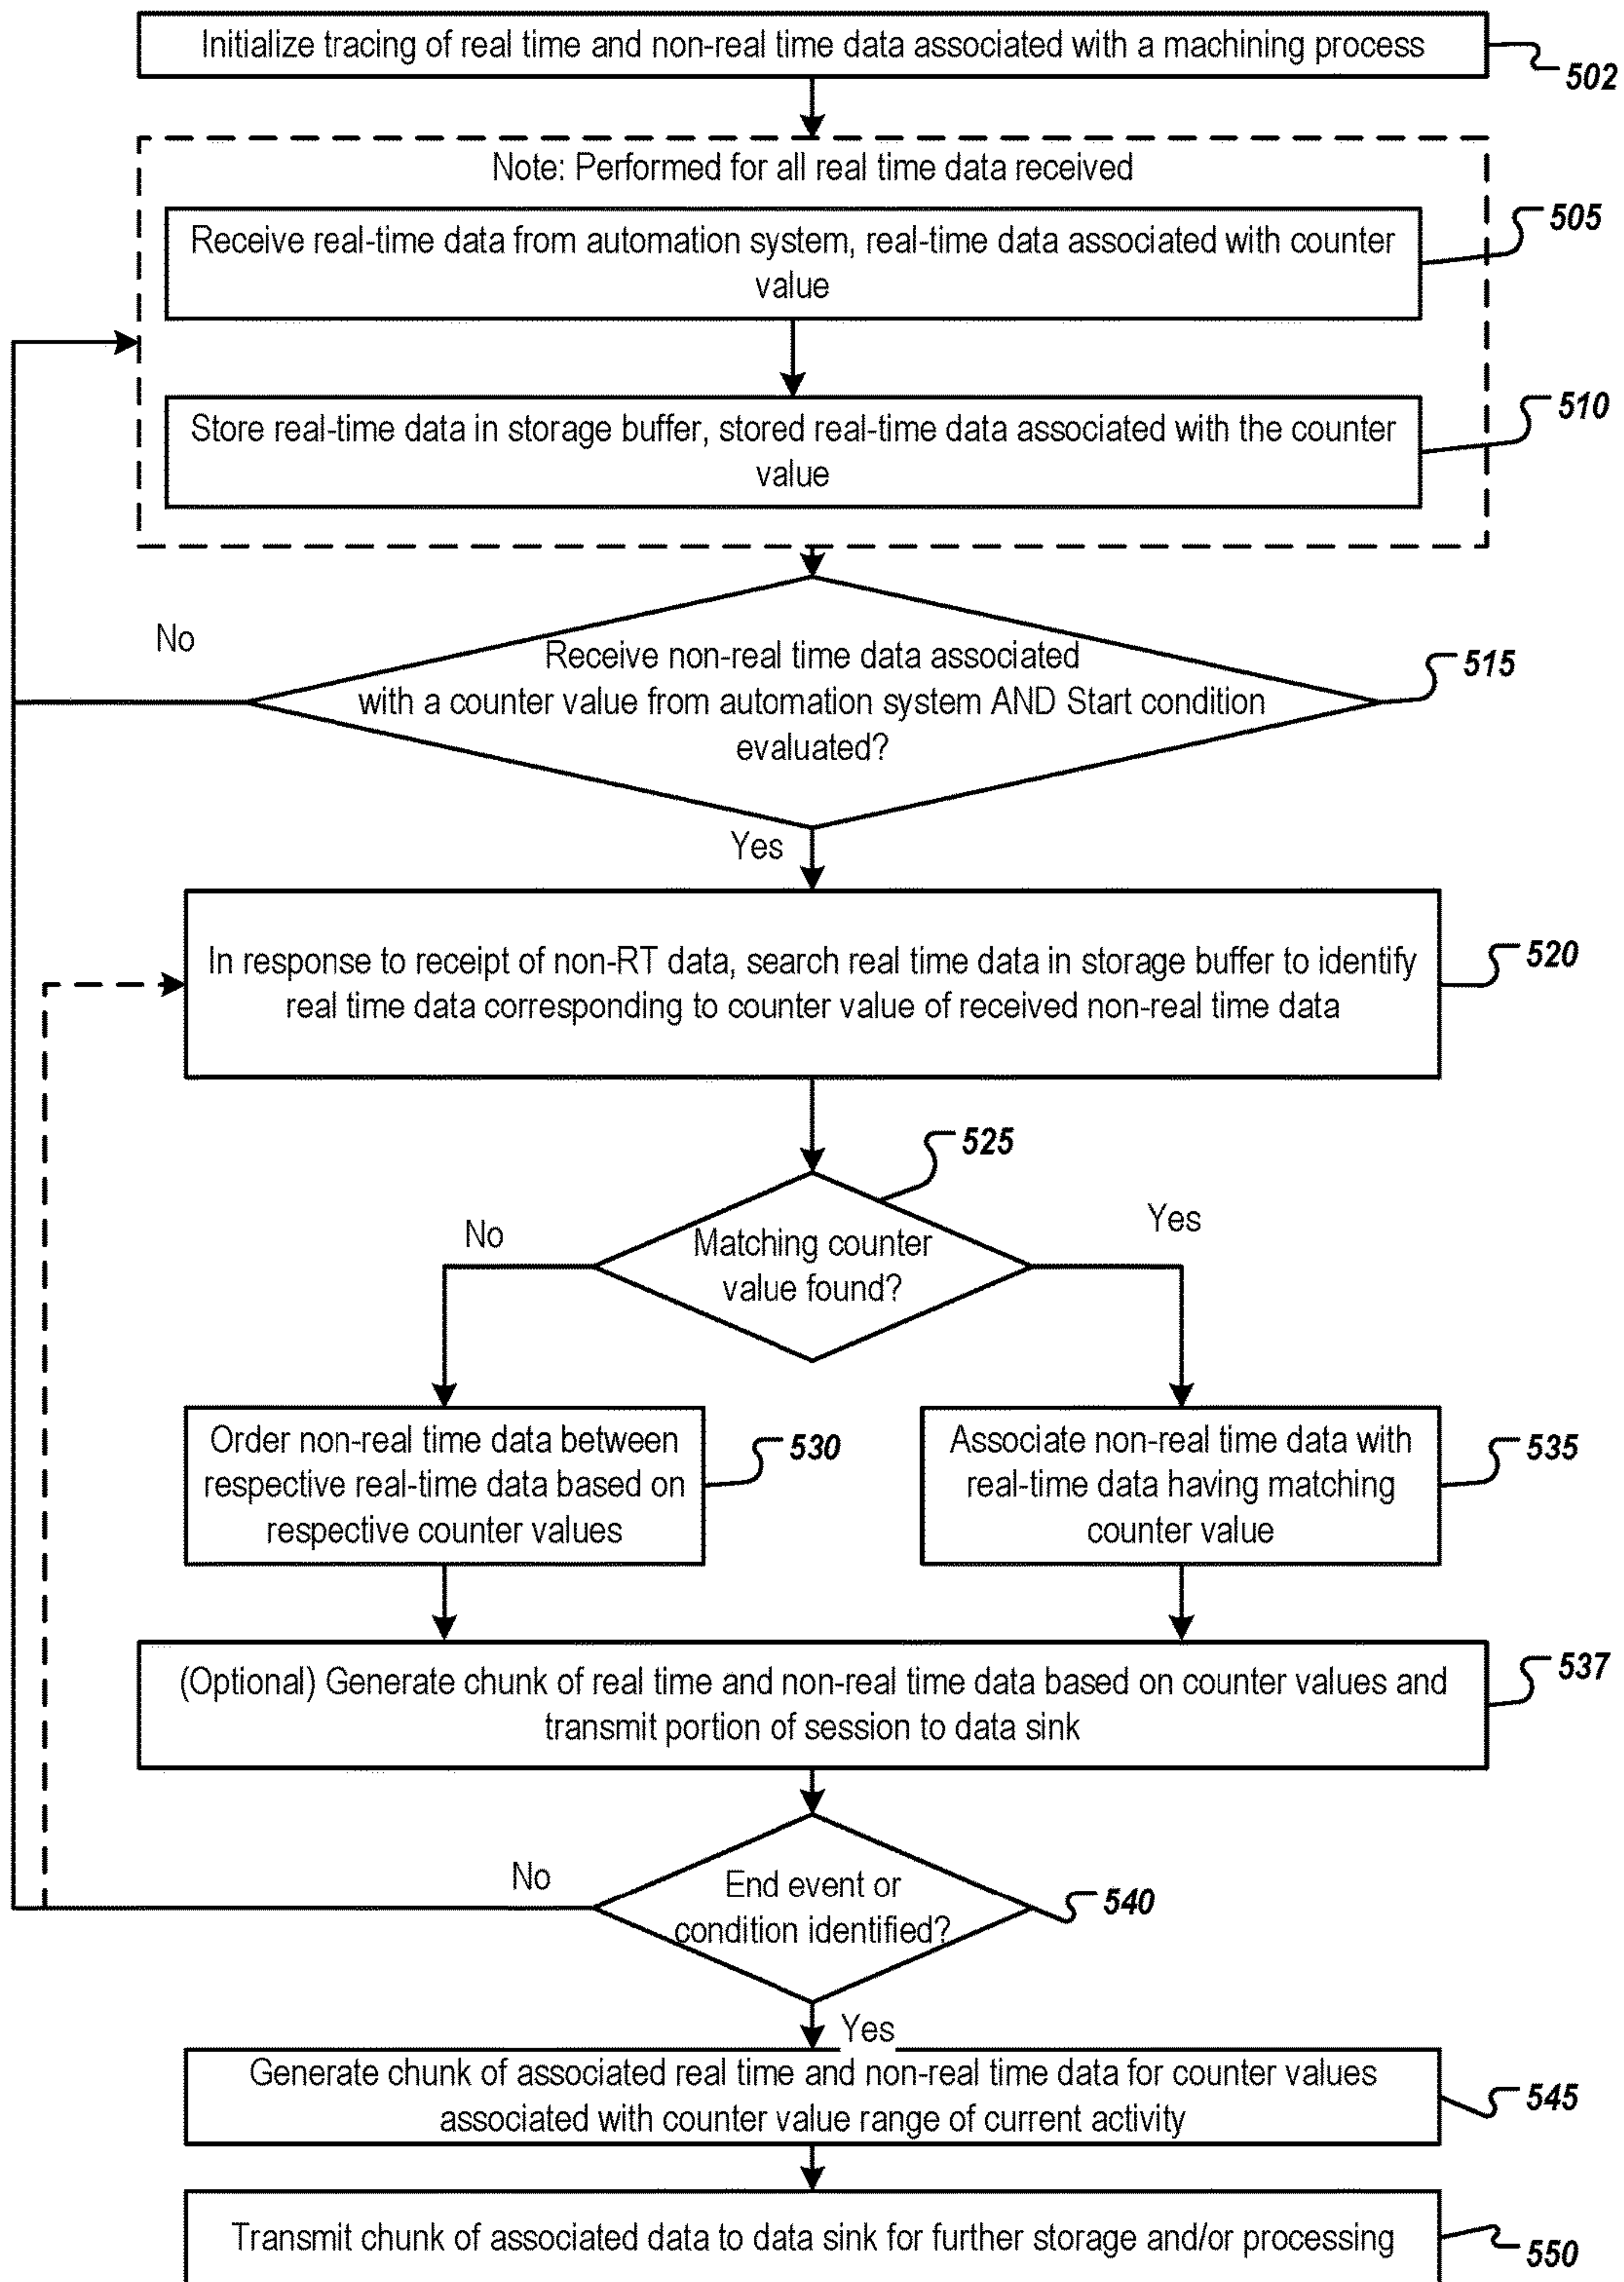 Initialize tracing of real time and non-real time data associated with a machining process
502
Note: Performed for all real time data received
505
Receive real-time data from automation system, real-time data associated with counter
value
510
Store real-time data in storage buffer, stored real-time data associated with the counter
value
No
Receive non-real time data associated
with a counter value from automation system AND Start condition
evaluated?
515
Yes
In response to receipt of non-RT data, search real time data in storage buffer to identify
real time data corresponding to counter value of received non-real time data
520
525
No
Yes
Matching counter
value found?
Order non-real time data between
respective real-time data based on
respective counter values
530
Associate non-real time data with
real-time data having matching
counter value
535
(Optional) Generate chunk of real time and non-real time data based on counter values and
transmit portion of session to data sink
537
No
End event or
condition identified?
540
Yes
Generate chunk of associated real time and non-real time data for counter values
associated with counter value range of current activity
545
Transmit chunk of associated data to data sink for further storage and/or processing
550